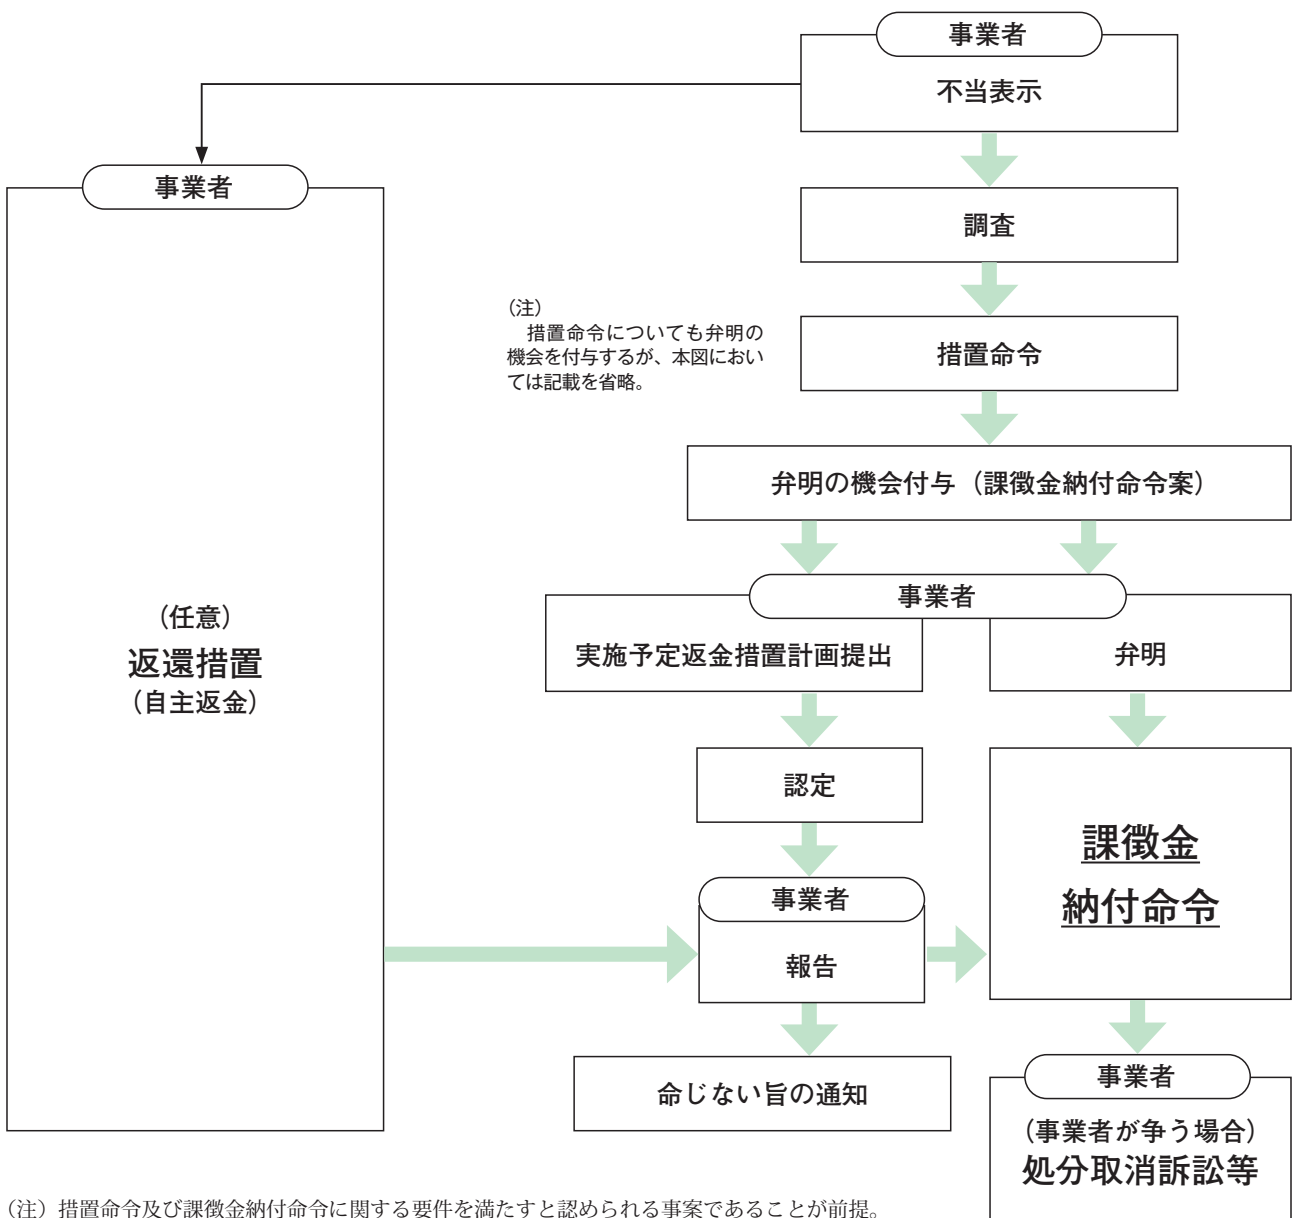 事業者
不当表示
事業者
調査
(注)
措置命令についても弁明の
機会を付与するが、本図におい
ては記載を省略。
措置命令
弁明の機会付与（課徴金納付命令案）
事業者
実施予定返金措置計画提出
弁明
（任意）
返還措置
（自主返金）
認定
課徴金
納付命令
事業者
報告
命じない旨の通知
事業者
（事業者が争う場合）
処分取消訴訟等
（注）措置命令及び課徴金納付命令に関する要件を満たすと認められる事案であることが前提。